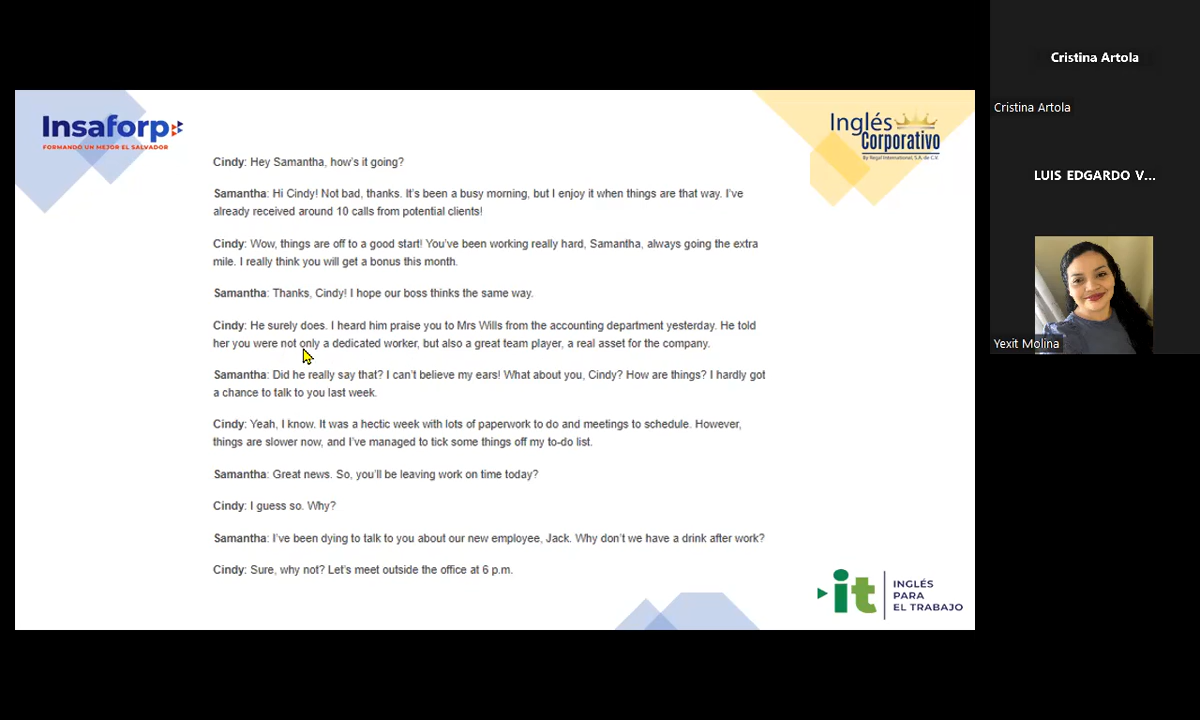 Insaforp
FORMANDO UN MEJOR EL SALVADOR
Inglés
Corporativo
By Regal International, S.A. de C.V.
Cindy: Hey Samantha, how's it going?
Samantha: Hi Cindy! Not bad, thanks. It's been a busy morning, but I enjoy it when things are that way. I've
already received around 10 calls from potential clients!
Cindy: Wow, things are off to a good start! You've been working really hard, Samantha, always going the extra
mile. I really think you will get a bonus this month.
Samantha: Thanks, Cindy! I hope our boss thinks the same way.
Cindy: He surely does. I heard him praise you to Mrs Wills from the accounting department yesterday. He told
her you were not only a dedicated worker, but also a great team player, a real asset for the company.
Samantha: Did he really say that? I can't believe my ears! What about you, Cindy? How are things? I hardly got
a chance to talk to you last week.
Cindy: Yeah, I know. It was a hectic week with lots of paperwork to do and meetings to schedule. However,
things are slower now, and I've managed to tick some things off my to-do list.
Samantha: Great news. So, you'll be leaving work on time today?
Cindy: I guess so. Why?
Samantha: I've been dying to talk to you about our new employee, Jack. Why don't we have a drink after work?
Cindy: Sure, why not? Let's meet outside the office at 6 p.m.
it
INGLÉS
PARA
EL TRABAJO
Cristina Artola
Cristina Artola
LUIS EDGARDO V...
Yexit Molina